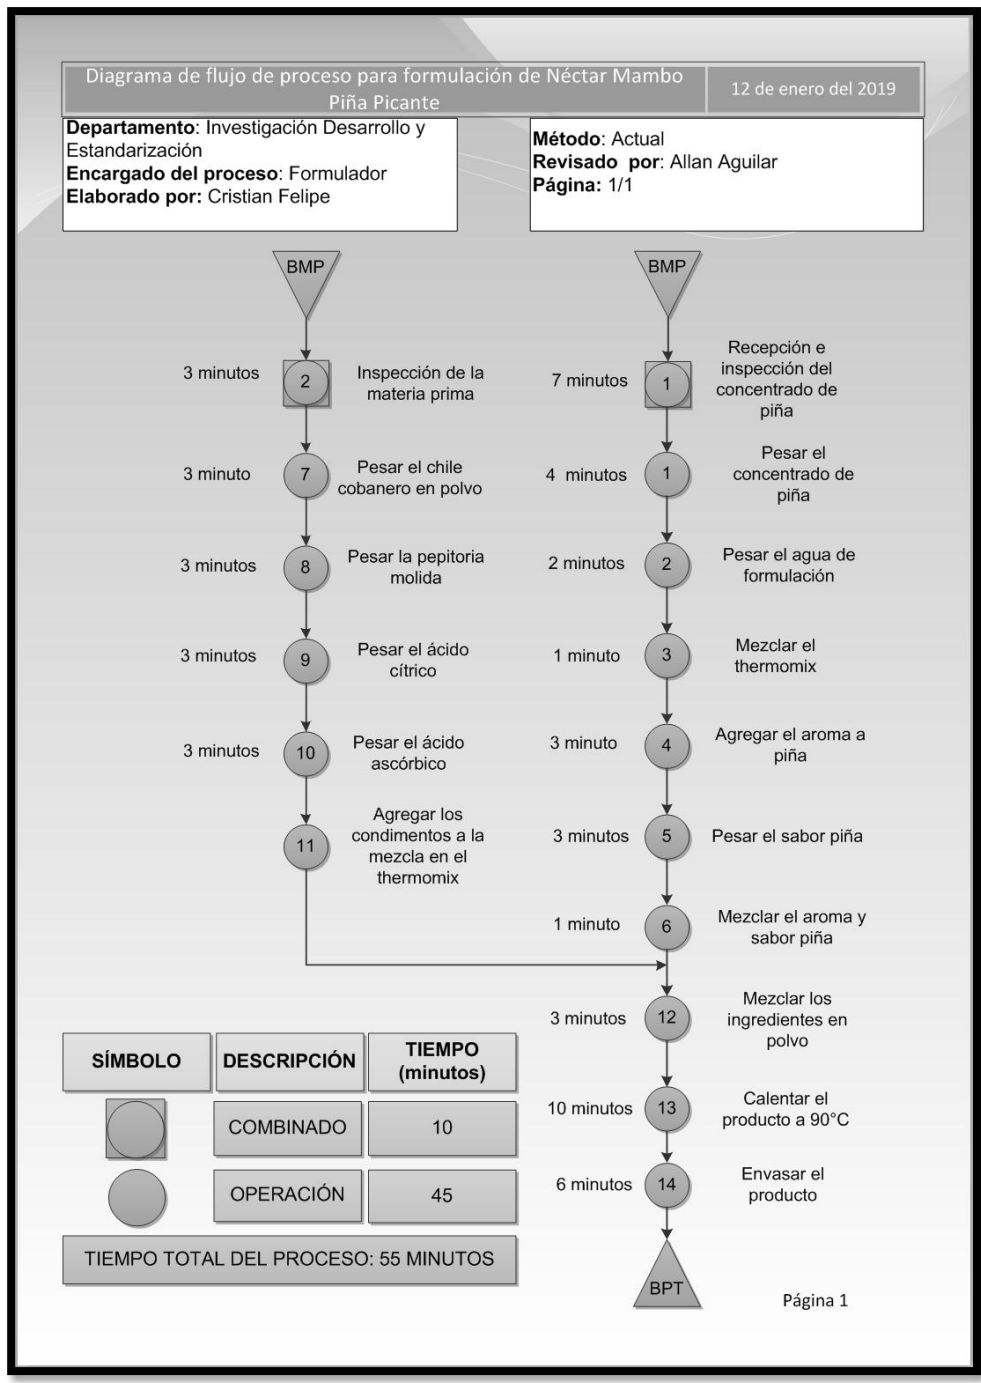 Diagrama de flujo de proceso para formulación de Néctar Mambo
Piña Picante
12 de enero del 2019
Departamento: Investigación Desarrollo y
Estandarización
Encargado del proceso: Formulador
Elaborado por: Cristian Felipe
Método: Actual
Revisado por: Allan Aguilar
Página: 1/1
BMP
3 minutos
2
Inspección de la
materia prima
3 minuto
7
Pesar el chile
cobanero en polvo
3 minutos
8
Pesar la pepitoria
molida
3 minutos
9
Pesar el ácido
cítrico
3 minutos
10
Pesar el ácido
ascórbico
11
Agregar los
condimentos a la
mezcla en el
thermomix
BMP
7 minutos
1
Recepción e
inspección del
concentrado de
piña
4 minutos
1
Pesar el
concentrado de
piña
2 minutos
2
Pesar el agua de
formulación
1 minuto
3
Mezclar el
thermomix
3 minuto
4
Agregar el aroma a
piña
3 minutos
5
Pesar el sabor piña
1 minuto
6
Mezclar el aroma y
sabor piña
3 minutos
12
Mezclar los
ingredientes en
polvo
10 minutos
13
Calentar el
producto a 90°C
6 minutos
14
Envasar el
producto
BPT
SÍMBOLO
DESCRIPCIÓN
TIEMPO
(minutos)
COMBINADO
10
OPERACIÓN
45
TIEMPO TOTAL DEL PROCESO: 55 MINUTOS
Página 1